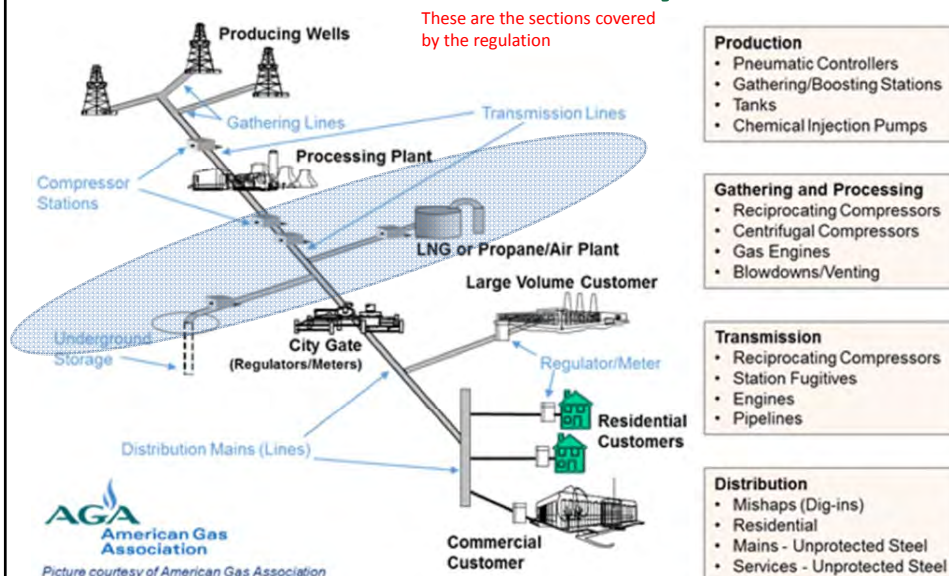 These are the sections covered
by the regulation
Producing Wells
Gathering Lines
Transmission Lines
Processing Plant
Compressor
Stations
LNG or Propane/Air Plant
Large Volume Customer
Underground
Storage
City Gate
(Regulators/Meters)
Regulator/Meter
Residential
Customers
Distribution Mains (Lines)
Commercial
Customer
AGA
American Gas
Association
Picture courtesy of American Gas Association
Production
• Pneumatic Controllers
• Gathering/Boosting Stations
• Tanks
• Chemical Injection Pumps
Gathering and Processing
• Reciprocating Compressors
• Centrifugal Compressors
• Gas Engines
• Blowdowns/Venting
Transmission
• Reciprocating Compressors
• Station Fugitives
• Engines
• Pipelines
Distribution
• Mishaps (Dig-ins)
• Residential
• Mains - Unprotected Steel
• Services - Unprotected Steel